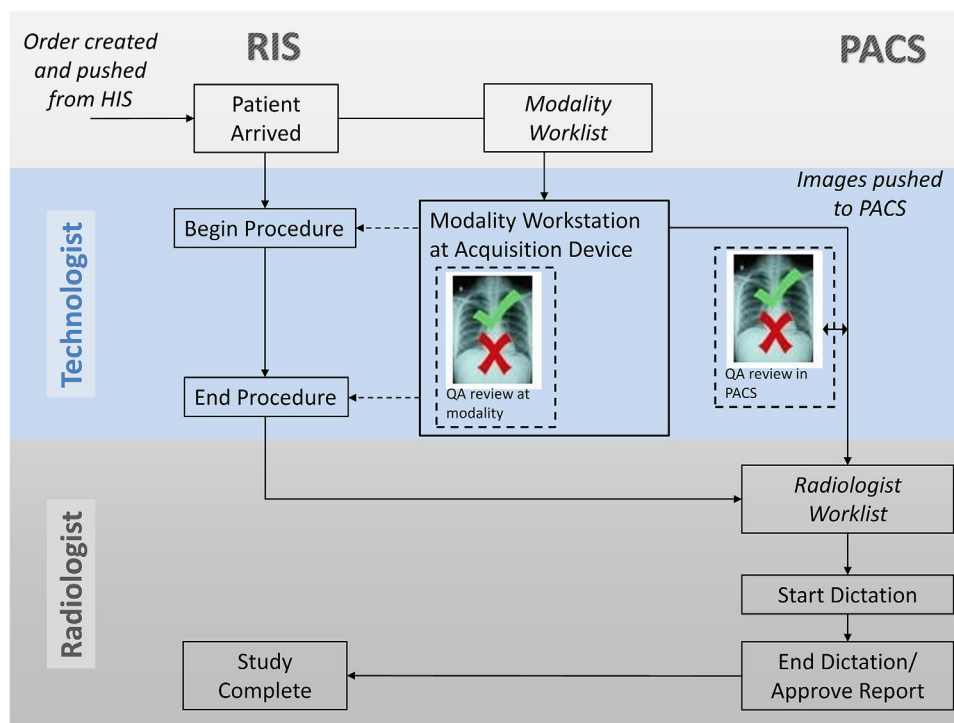 Order created
and pushed
from HIS
RIS
PACS
Patient
Arrived
Modality
Worklist
Technologist
Images pushed
to PACS
Begin Procedure
Modality Workstation
at Acquisition Device
QA review at
modality
QA review in
PACS
End Procedure
Radiologist
Radiologist
Worklist
Start Dictation
Study
Complete
End Dictation/
Approve Report